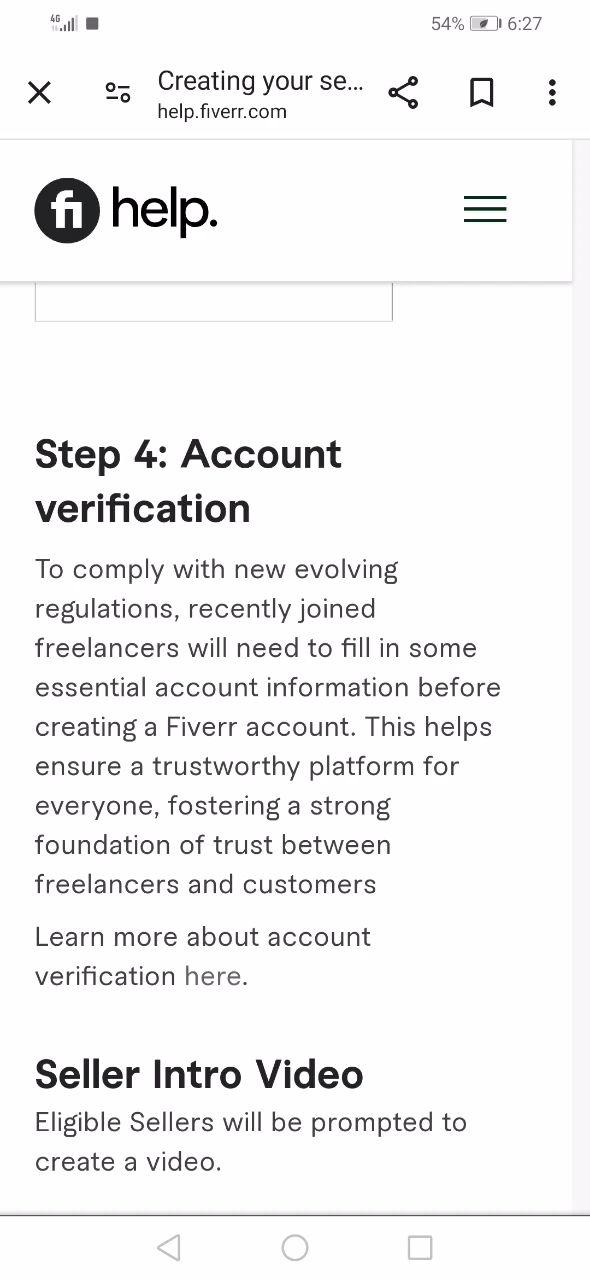 4G 54% 6:27
Creating your se...
help.fiverr.com
fi help.
Step 4: Account
verification
To comply with new evolving
regulations, recently joined
freelancers will need to fill in some
essential account information before
creating a Fiverr account. This helps
ensure a trustworthy platform for
everyone, fostering a strong
foundation of trust between
freelancers and customers
Learn more about account
verification here.
Seller Intro Video
Eligible Sellers will be prompted to
create a video.